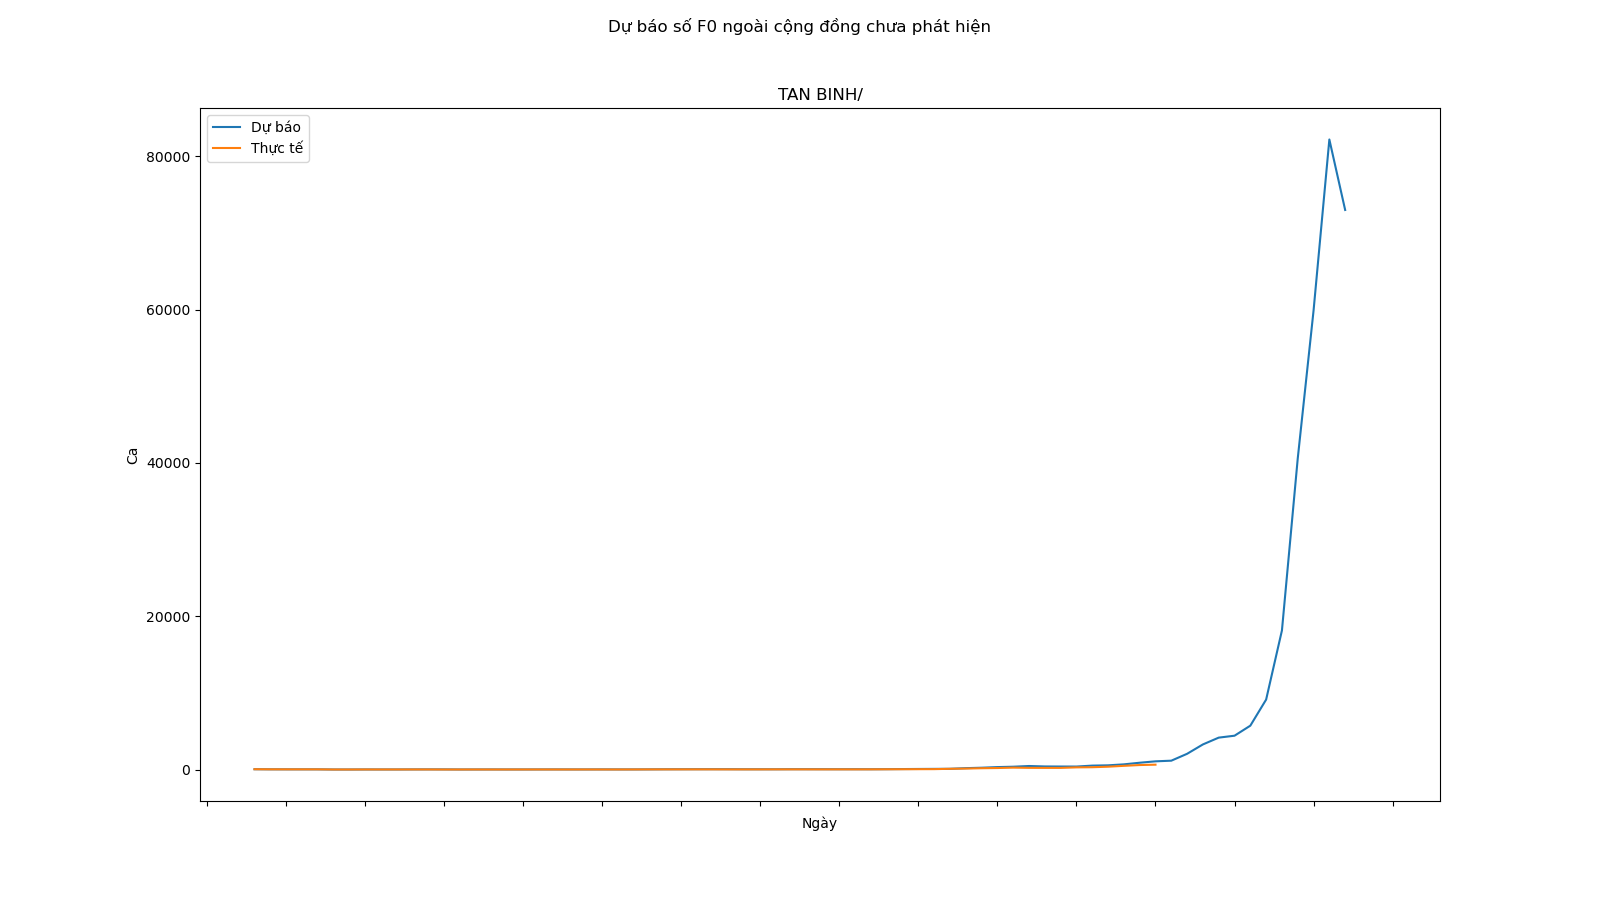 Dự báo số F0 ngoài cộng đồng chưa phát hiện
TAN BINH/
Dự báo
Thực tế
80000
60000
40000
20000
0
Ca
Ngày